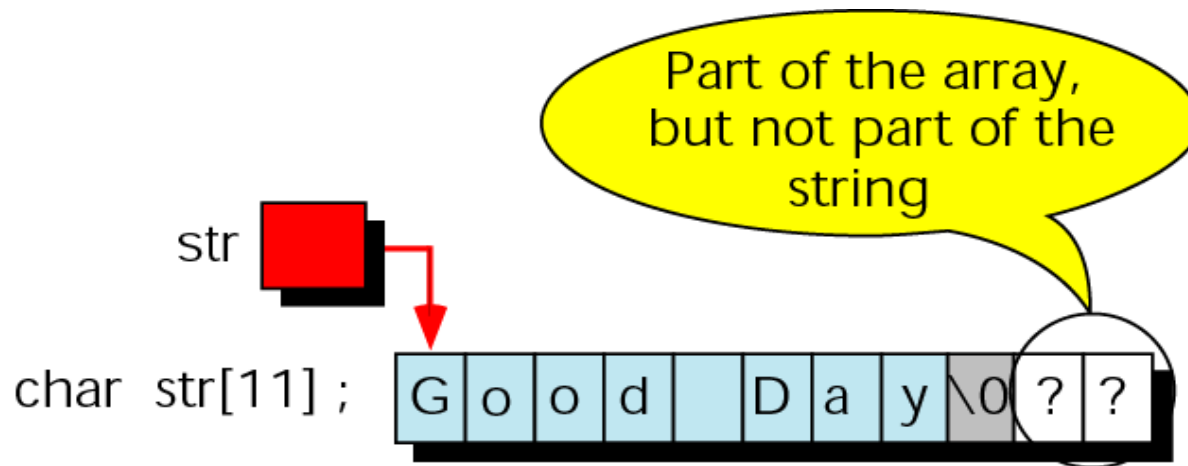 Part of the array,
but not part of the
string
str
char str[11] ;
G o o d D a y \0 ? ?